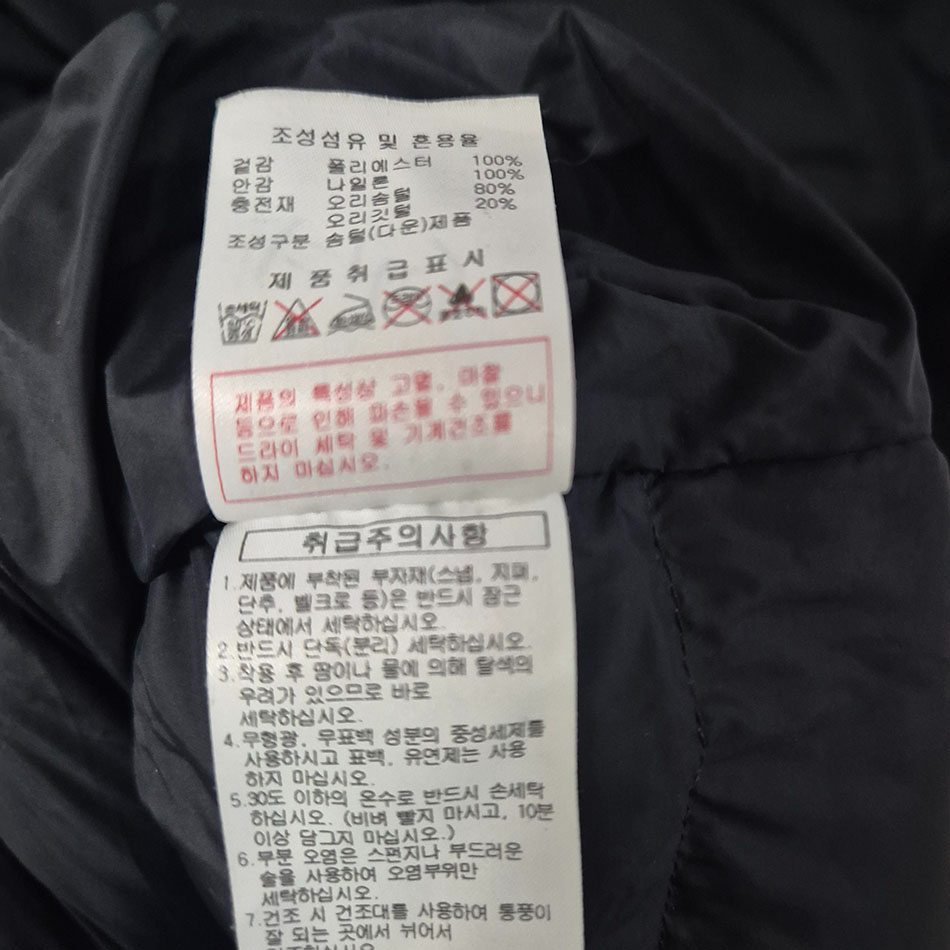 조성섬유 및 혼용율
겉감 폴리에스터 100%
안감 나일론 100%
충전재 오리솜털 80%
오리깃털 20%
조성구분 솜털(다운)제품
제품취급표시
손세탁
중성
제품의 특성상 고열, 마찰
등으로 인해 파손될 수 있으니
드라이 세탁 및 기계건조를
하지 마십시오.
취급주의사항
1.제품에 부착된 부자재(스냅, 지퍼,
단추, 벨크로 등)은 반드시 잠근
상태에서 세탁하십시오.
2.반드시 단독(분리) 세탁하십시오.
3.착용 후 땀이나 물에 의해 탈색의
우려가 있으므로 바로
세탁하십시오.
4.무형광, 무표백 성분의 중성세제를
사용하시고 표백, 유연제는 사용
하지 마십시오.
5.30도 이하의 온수로 반드시 손세탁
하십시오. (비벼 빨지 마시고, 10분
이상 담그지 마십시오.)
6.부분 오염은 스펀지나 부드러운
솔을 사용하여 오염부위만
세탁하십시오.
7.건조 시 건조대를 사용하여 통풍이
잘 되는 곳에서 뉘어서